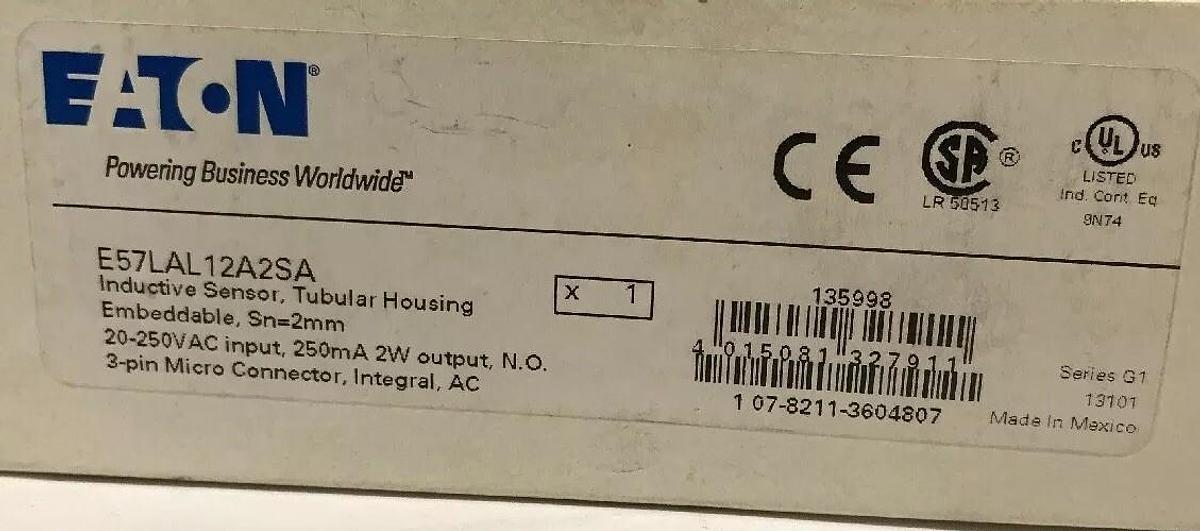 EATON®
Powering Business Worldwide™
CE
SA ®
LR 50513
C UL US
LISTED
Ind. Cont. Eq
9N74
E57LAL12A2SA
Inductive Sensor, Tubular Housing
Embeddable, Sn=2mm
20-250VAC input, 250mA 2W output, N.O.
3-pin Micro Connector, Integral, AC
X 1
135998
4 015081 327911
1 07-8211-3604807
Series G1
13101
Made In Mexico